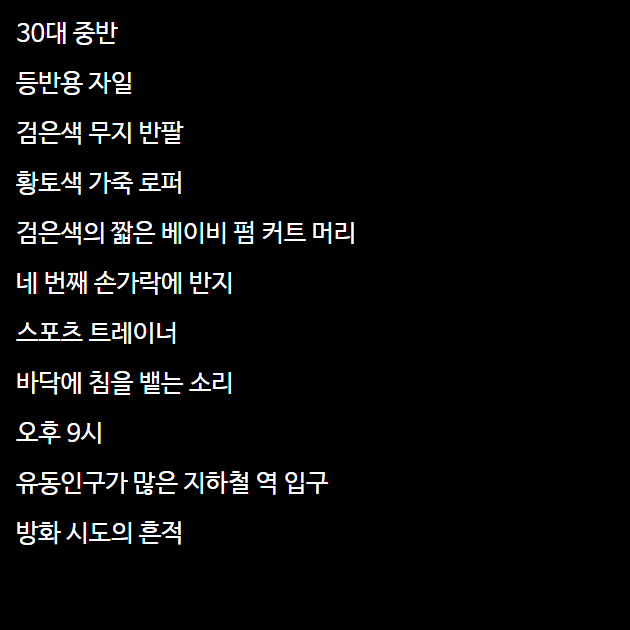 30대 중반
등반용 자일
검은색 무지 반팔
황토색 가죽 로퍼
검은색의 짧은 베이비 펌 커트 머리
네 번째 손가락에 반지
스포츠 트레이너
바닥에 침을 뱉는 소리
오후 9시
유동인구가 많은 지하철 역 입구
방화 시도의 흔적